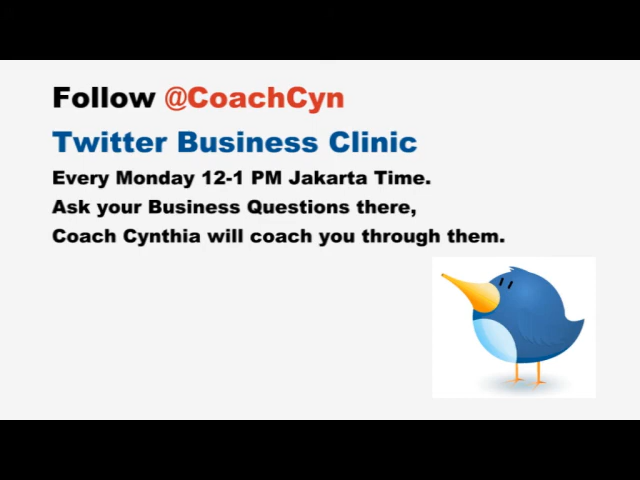 Follow @CoachCyn
Twitter Business Clinic
Every Monday 12-1 PM Jakarta Time.
Ask your Business Questions there,
Coach Cynthia will coach you through them.